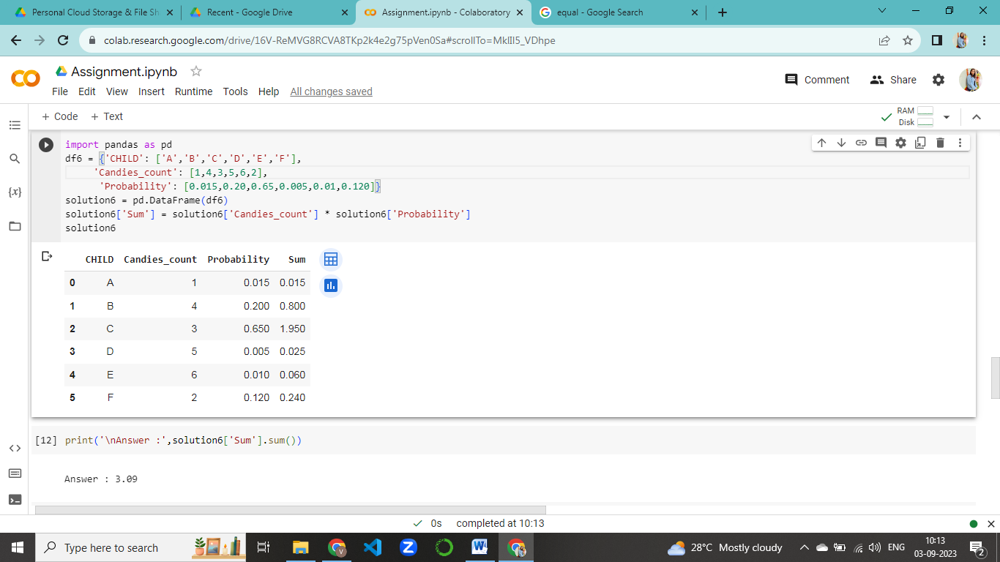 Personal Cloud Storage & File Sh
Recent - Google Drive
Assignment.ipynb - Colaboratory
equal - Google Search
colab.research.google.com/drive/16V-ReMVG8RCVA8TKp2k4e2g75pVen0Sa#scrollTo=MklII5_VDhpe
Assignment.ipynb
Comment
Share
File Edit View Insert Runtime Tools Help All changes saved
+ Code + Text
RAM
Disk
import pandas as pd
df6 = {'CHILD': ['A','B','C','D','E','F'],
'Candies_count': [1,4,3,5,6,2],
'Probability': [0.015,0.20,0.65,0.005,0.01,0.120]}
solution6 = pd.DataFrame(df6)
solution6['Sum'] = solution6['Candies_count'] * solution6['Probability']
solution6
CHILD Candies_count Probability Sum
0 A 1 0.015 0.015
1 B 4 0.200 0.800
2 C 3 0.650 1.950
3 D 5 0.005 0.025
4 E 6 0.010 0.060
5 F 2 0.120 0.240
[12] print('\nAnswer :',solution6['Sum'].sum())
Answer : 3.09
0s completed at 10:13
Type here to search
28°C Mostly cloudy
ENG
10:13
03-09-2023
2